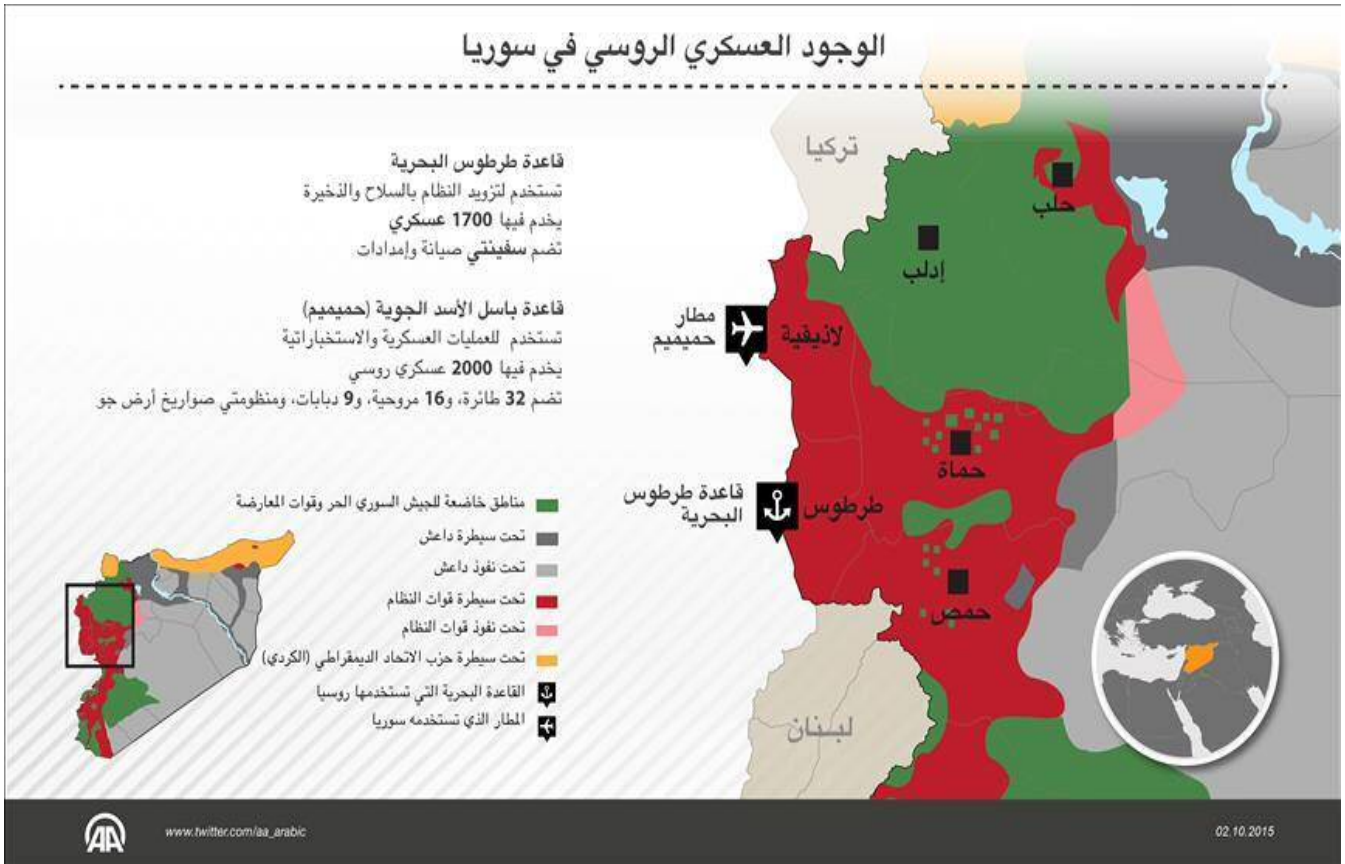 الوجود العسكري الروسي في سوريا
قاعدة طرطوس البحرية
تستخدم لتزويد النظام بالسلاح والذخيرة
يخدم فيها 1700 عسكري
تضم سفينتي صيانة وإمدادات
قاعدة باسل الأسد الجوية (حميميم)
تستخدم للعمليات العسكرية والاستخباراتية
يخدم فيها 2000 عسكري روسي
تضم 32 طائرة، و16 مروحية، و9 دبابات، ومنظومتي صواريخ أرض جو
تركيا
حلب
إدلب
مطار
حميميم
لاذيفية
حماة
قاعدة طرطوس
البحرية
طرطوس
حمص
لبنان
مناطق خاضعة للجيش السوري الحر وقوات المعارضة
تحت سيطرة داعش
تحت نفوذ داعش
تحت سيطرة قوات النظام
تحت نفوذ قوات النظام
تحت سيطرة حزب الاتحاد الديمقراطي (الكردي)
القاعدة البحرية التي تستخدمها روسيا
المطار الذي تستخدمه سوريا
AA
www.twitter.com/aa_arabic
02.10.2015